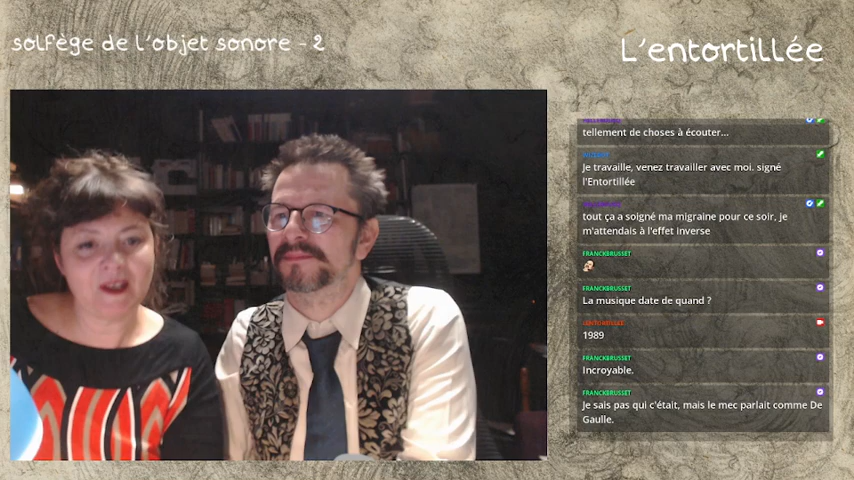 solfège de l'objet sonore - 2
L'entortillée
tellement de choses à écouter...
Je travaille, venez travailler avec moi. signé
l'Entortillée
tout ça a soigné ma migraine pour ce soir, je
m'attendais à l'effet inverse
FRANCKBRUSSET
FRANCKBRUSSET
La musique date de quand ?
1989
FRANCKBRUSSET
Incroyable.
FRANCKBRUSSET
Je sais pas qui c'était, mais le mec parlait comme De
Gaulle.